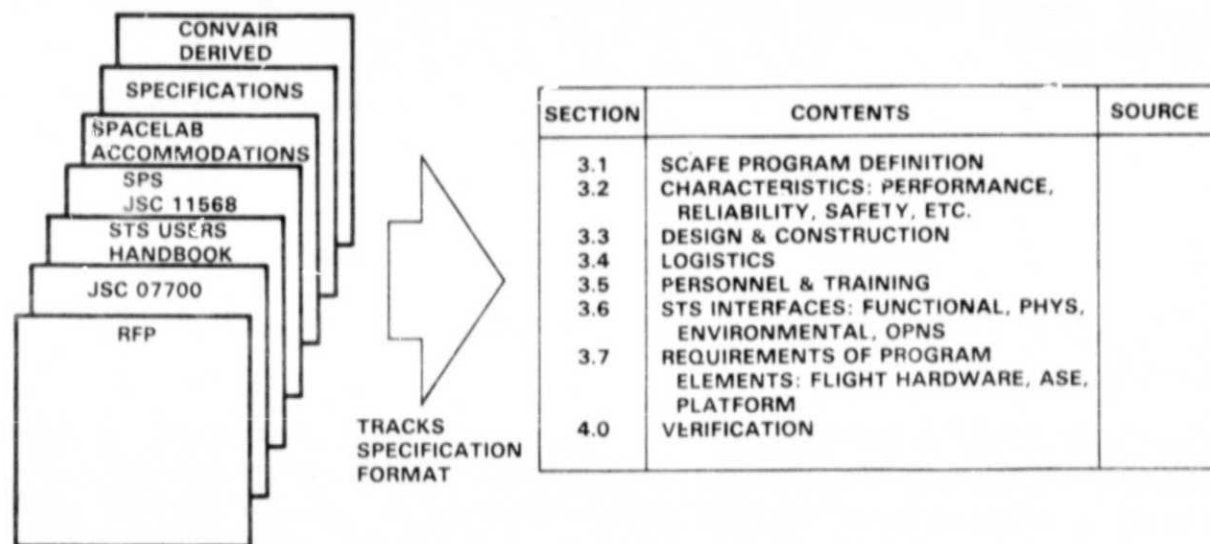 CONVAIR
DERIVED
SPECIFICATIONS
SPACELAB
ACCOMMODATIONS
SPS
JSC 11568
STS USERS
HANDBOOK
JSC 07700
RFP
TRACKS
SPECIFICATION
FORMAT
SECTION CONTENTS SOURCE
3.1 SCAFE PROGRAM DEFINITION
3.2 CHARACTERISTICS: PERFORMANCE,
RELIABILITY, SAFETY, ETC.
3.3 DESIGN & CONSTRUCTION
3.4 LOGISTICS
3.5 PERSONNEL & TRAINING
3.6 STS INTERFACES: FUNCTIONAL, PHYS,
ENVIRONMENTAL, OPNS
3.7 REQUIREMENTS OF PROGRAM
ELEMENTS: FLIGHT HARDWARE, ASE,
PLATFORM
4.0 VERIFICATION